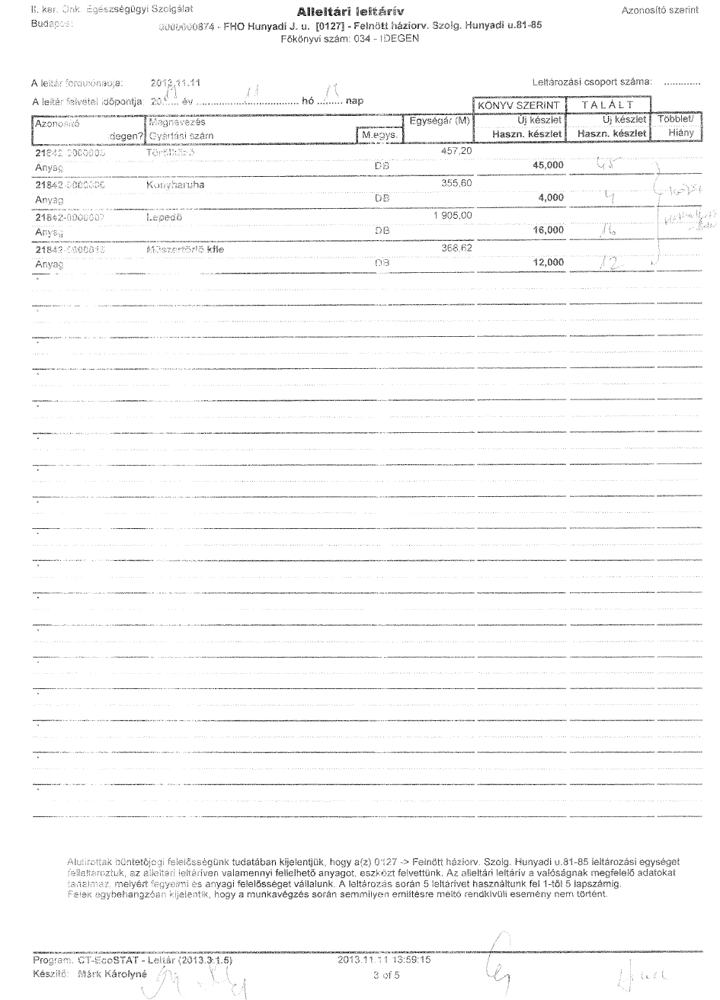 II. ker. Önk. Egészségügyi Szolgálat
Alleltári leltárív
Azonosító szerint
Budapest
0000000874 - FHO Hunyadi J. u. [0127] - Felnőtt háziorv. Szolg. Hunyadi u.81-85
Főkönyvi szám: 034 - IDEGEN
A leltár fordulónapja: 2013.11.11
Leltározási csoport száma: .............
A leltár felvétel időpontja: 20 év 11 hó 13 nap
KÖNYV SZERINT TALÁLT
Azonosító Megnevezés Egységár (M) Új készlet Új készlet Többlet/
Idegen? Gyártási szám M.egys. Haszn. készlet Haszn. készlet Hiány
21842-0000005 Törölköző 457,20
Anyag DB 45,000 45
21842-0000006 Konyharuha 355,60
Anyag DB 4,000 4
21842-0000007 Lepedő 1 905,00
Anyag DB 16,000 16
21842-0000015 Műszertörlő kfle 368,62
Anyag DB 12,000 12
Alulírottak büntetőjogi felelősségünk tudatában kijelentjük, hogy a(z) 0127 -> Felnőtt háziorv. Szolg. Hunyadi u.81-85 leltározási egységet
felleltároztuk, az alleltári leltáríven valamennyi fellelhető anyagot, eszközt felvettünk. Az alleltári leltárív a valóságnak megfelelő adatokat
tartalmaz, melyért fegyelmi és anyagi felelősséget vállalunk. A leltározás során 5 leltárívet használtunk fel 1-től 5 lapszámig.
Felek egybehangzóan kijelentik, hogy a munkavégzés során semmilyen említésre méltó rendkívüli esemény nem történt.
Program: CT-EcoSTAT - Leltár (2013.3.1.5)
2013.11.11 13:59:15
Készítő: Márk Károlyné
3 of 5